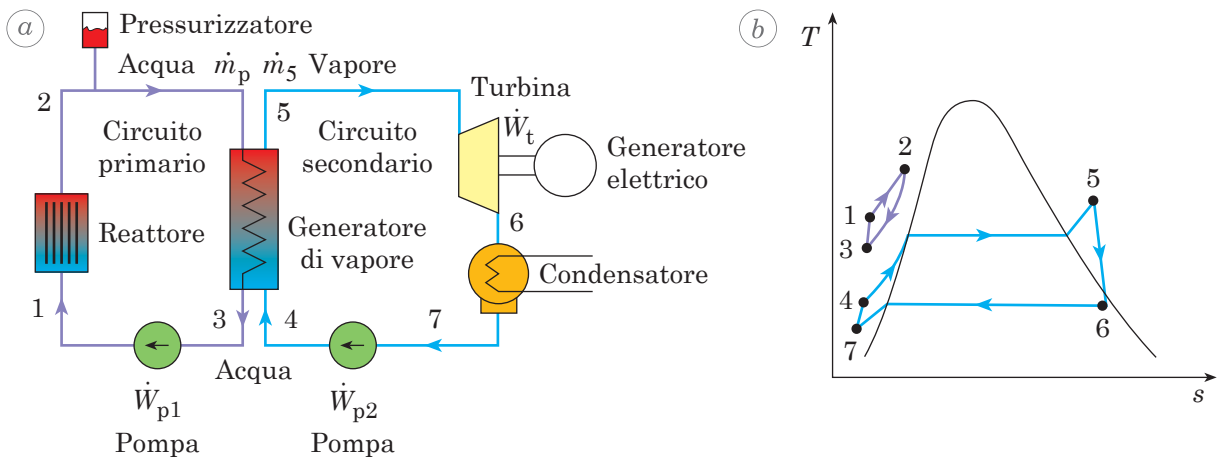 a
Pressurizzatore
Acqua ṁp ṁ5 Vapore
2
5
Turbina
Ẇt
Circuito
primario
Circuito
secondario
Generatore
elettrico
Reattore
Generatore
di vapore
6
Condensatore
1
3
4
7
Acqua
Ẇp1
Pompa
Ẇp2
Pompa
b
T
2
5
1
3
4
6
7
s